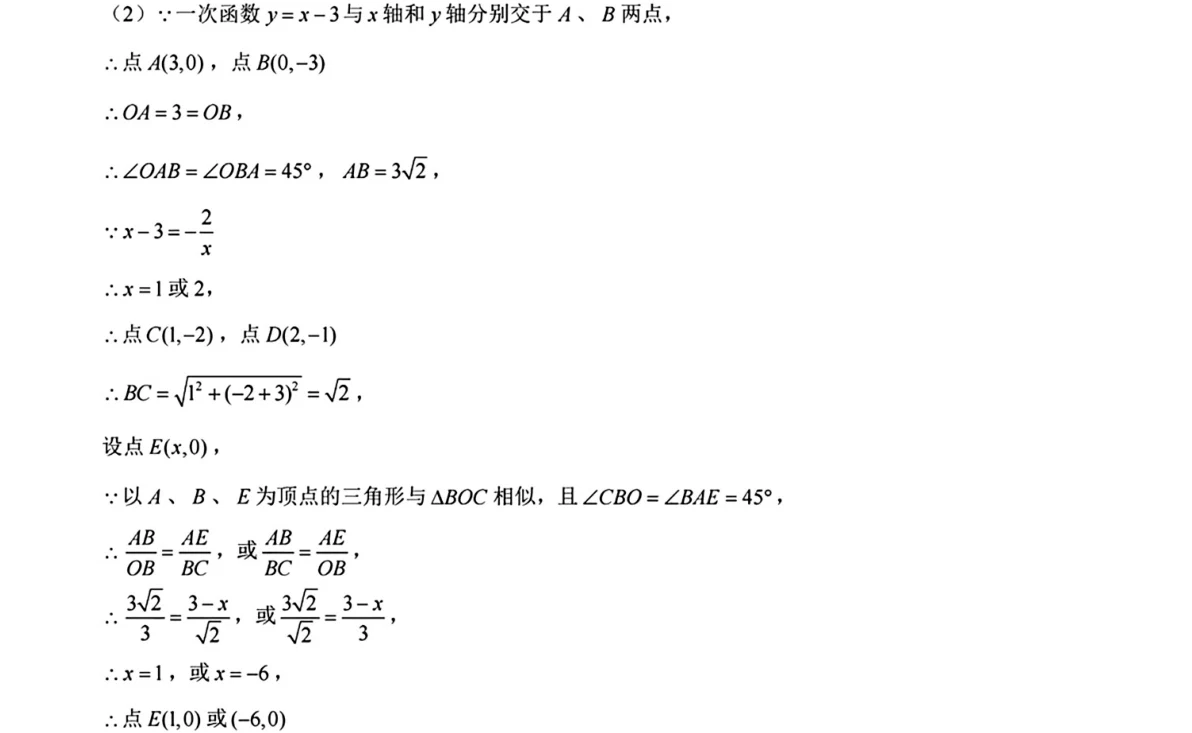 （2）∵一次函数 y = x − 3 与 x 轴和 y 轴分别交于 A 、 B 两点，
∴点 A(3,0) ，点 B(0,−3)
∴OA = 3 = OB ，
∴∠OAB = ∠OBA = 45° ， AB = 3√2 ，
∵ x − 3 = −2/x
∴ x = 1 或 2，
∴点 C(1,−2) ，点 D(2,−1)
∴ BC = √(1² + (−2 + 3)²) = √2 ，
设点 E(x,0) ，
∵以 A 、 B 、 E 为顶点的三角形与 ΔBOC 相似，且∠CBO = ∠BAE = 45° ，
∴ AB/OB = AE/BC ，或 AB/BC = AE/OB ，
∴ 3√2/3 = (3 − x)/√2 ，或 3√2/√2 = (3 − x)/3 ，
∴ x = 1 ，或 x = −6 ，
∴点 E(1,0) 或 (−6,0)